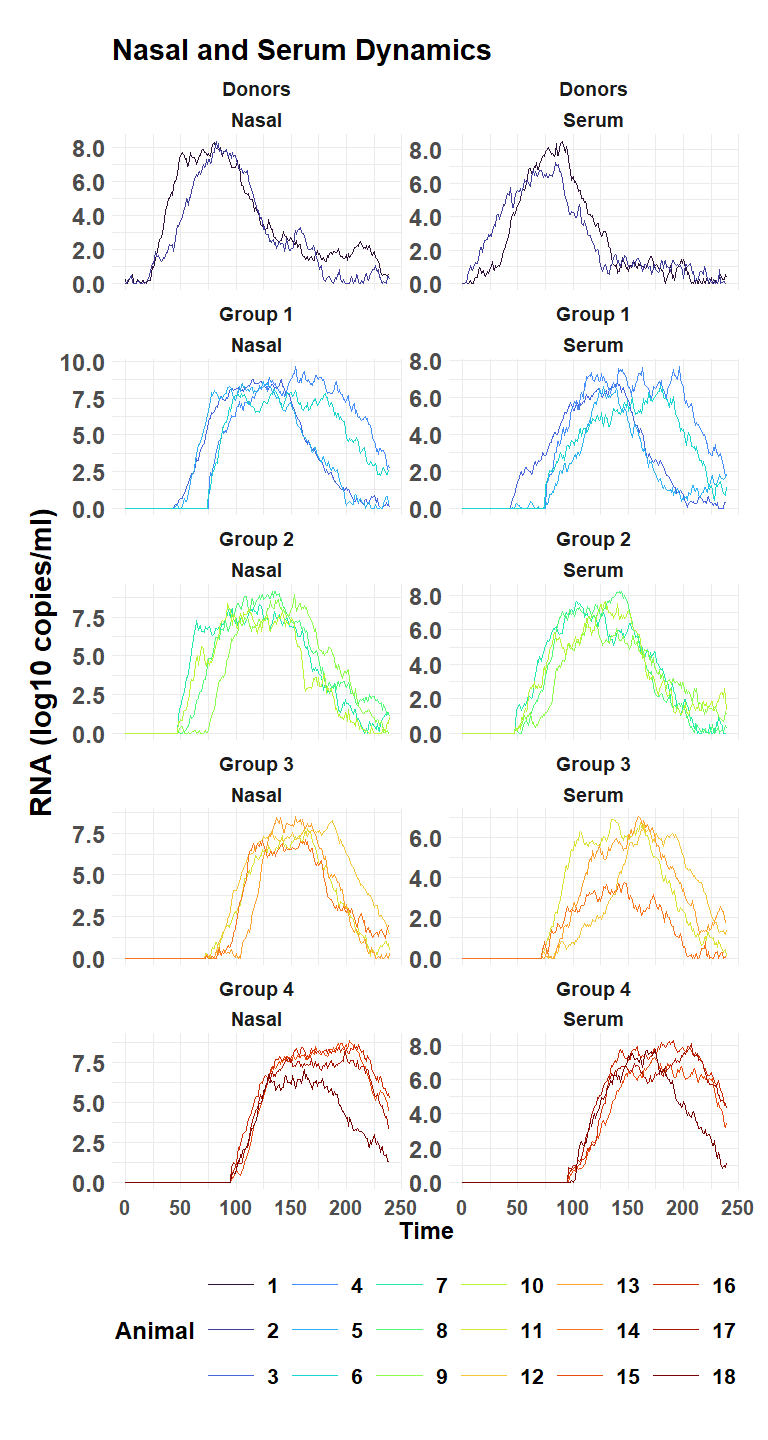 Nasal and Serum Dynamics
Donors
Nasal
8.0
6.0
4.0
2.0
0.0
Donors
Serum
8.0
6.0
4.0
2.0
0.0
Group 1
Nasal
10.0
7.5
5.0
2.5
0.0
Group 1
Serum
8.0
6.0
4.0
2.0
0.0
Group 2
Nasal
7.5
5.0
2.5
0.0
Group 2
Serum
8.0
6.0
4.0
2.0
0.0
Group 3
Nasal
7.5
5.0
2.5
0.0
Group 3
Serum
6.0
4.0
2.0
0.0
Group 4
Nasal
7.5
5.0
2.5
0.0
Group 4
Serum
8.0
6.0
4.0
2.0
0.0
0 50 100 150 200 250
0 50 100 150 200 250
RNA (log10 copies/ml)
Time
Animal
1 4 7 10 13 16
2 5 8 11 14 17
3 6 9 12 15 18